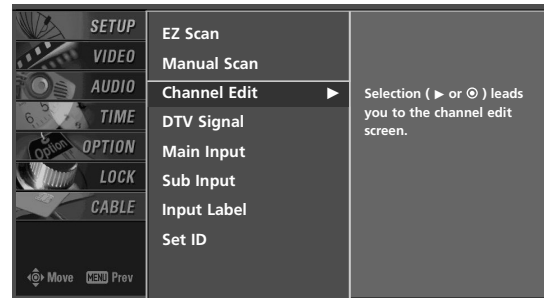 SETUP
VIDEO
AUDIO
TIME
OPTION
LOCK
CABLE
Move MENU Prev
EZ Scan
Manual Scan
Channel Edit ►
DTV Signal
Main Input
Sub Input
Input Label
Set ID
Selection ( ► or ⊙ ) leads
you to the channel edit
screen.